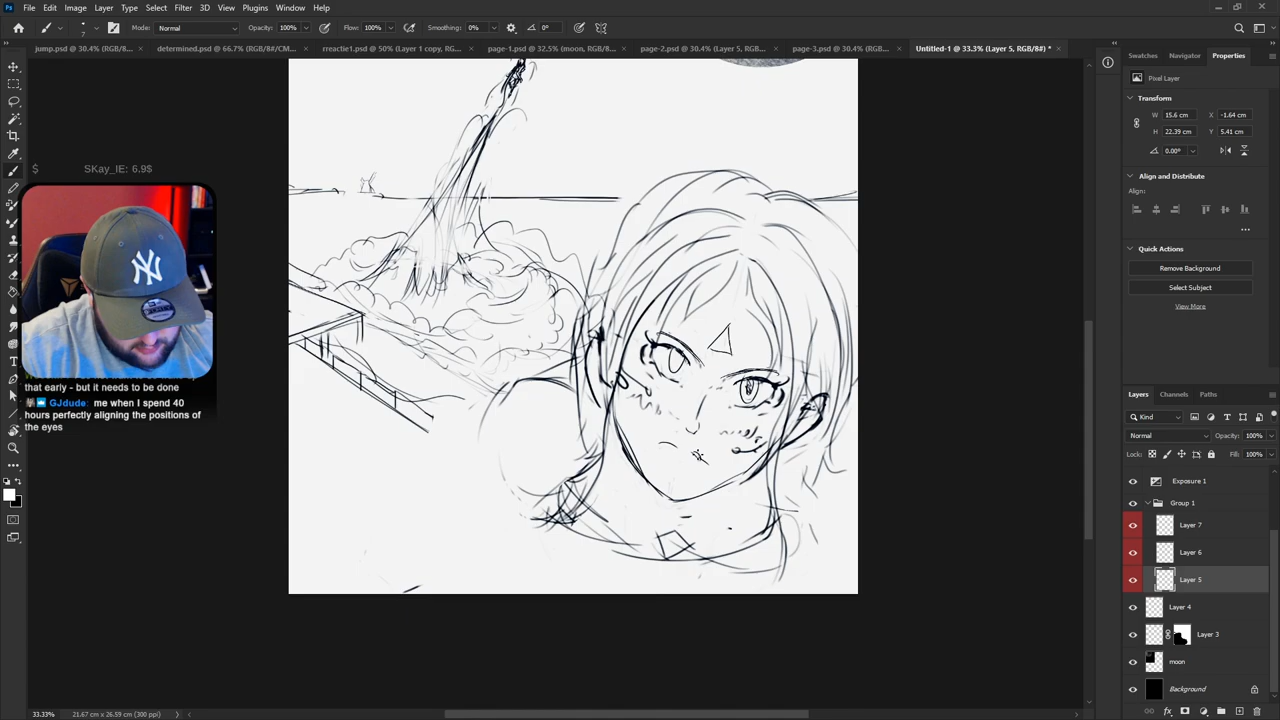 File Edit Image Layer Type Select Filter 3D View Plugins Window Help
7 Mode: Normal Opacity: 100% Flow: 100% Smoothing: 0% 0°
jump.psd @ 30.4% (RGB/8... × determined.psd @ 66.7% (RGB/8#/CM... × rreactie1.psd @ 50% (Layer 1 copy, RG... × page-1.psd @ 32.5% (moon, RGB/8... × page-2.psd @ 30.4% (Layer 5, RGB/8... × page-3.psd @ 30.4% (RGB/8#... × Untitled-1 @ 33.3% (Layer 5, RGB/8#) * ×
Swatches Navigator Properties
Pixel Layer
Transform
W 15.6 cm X -1.64 cm
H 22.39 cm Y 5.41 cm
0.00°
Align and Distribute
Align:
...
Quick Actions
Remove Background
Select Subject
View More
$ SKay_IE: 6.9$
NY
that early - but it needs to be done
GJdude: me when I spend 40
hours perfectly aligning the positions of
the eyes
Layers Channels Paths
Kind
Normal Opacity: 100%
Lock: Fill: 100%
Exposure 1
Group 1
Layer 7
Layer 6
Layer 5
Layer 4
Layer 3
moon
Background
33.33% 21.67 cm x 26.59 cm (300 ppi)